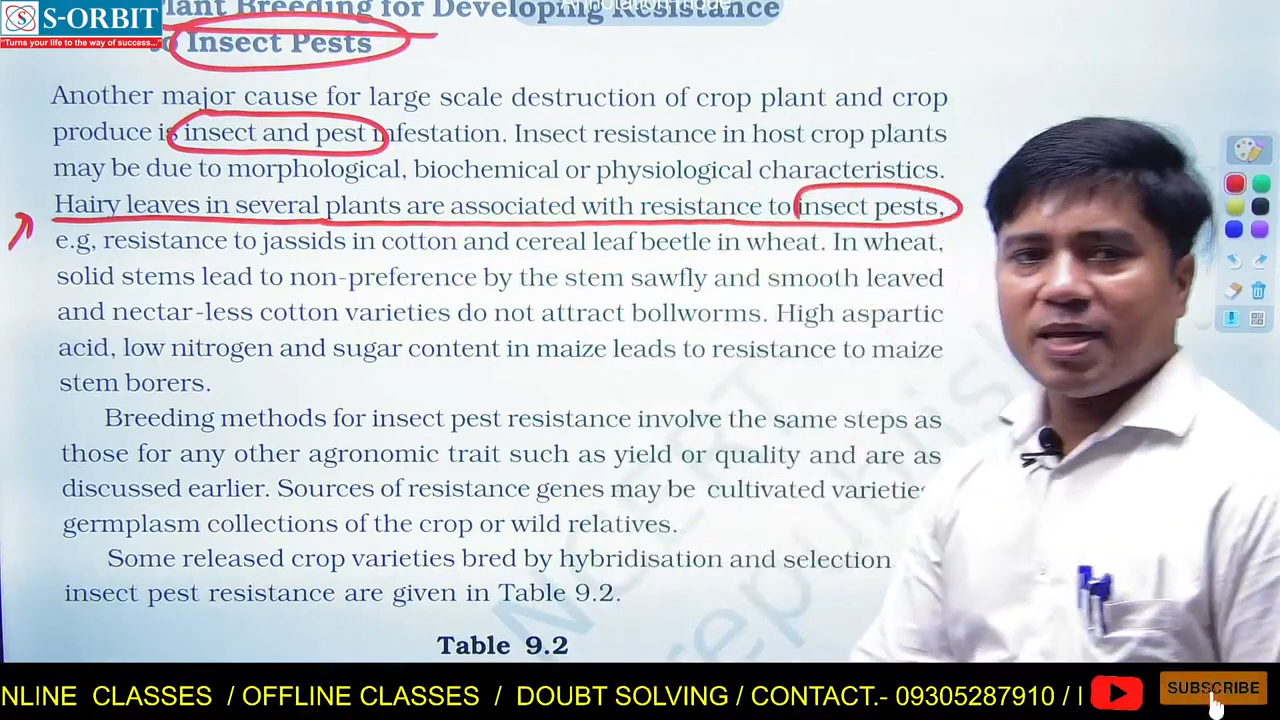 S-ORBIT
"Turns your life to the way of success..."
Plant Breeding for Developing Resistance
to Insect Pests
Another major cause for large scale destruction of crop plant and crop
produce is insect and pest infestation. Insect resistance in host crop plants
may be due to morphological, biochemical or physiological characteristics.
Hairy leaves in several plants are associated with resistance to insect pests,
e.g, resistance to jassids in cotton and cereal leaf beetle in wheat. In wheat,
solid stems lead to non-preference by the stem sawfly and smooth leaved
and nectar-less cotton varieties do not attract bollworms. High aspartic
acid, low nitrogen and sugar content in maize leads to resistance to maize
stem borers.
Breeding methods for insect pest resistance involve the same steps as
those for any other agronomic trait such as yield or quality and are as
discussed earlier. Sources of resistance genes may be cultivated varieties
germplasm collections of the crop or wild relatives.
Some released crop varieties bred by hybridisation and selection
insect pest resistance are given in Table 9.2.
Table 9.2
NLINE CLASSES / OFFLINE CLASSES / DOUBT SOLVING / CONTACT.- 09305287910 /
SUBSCRIBE